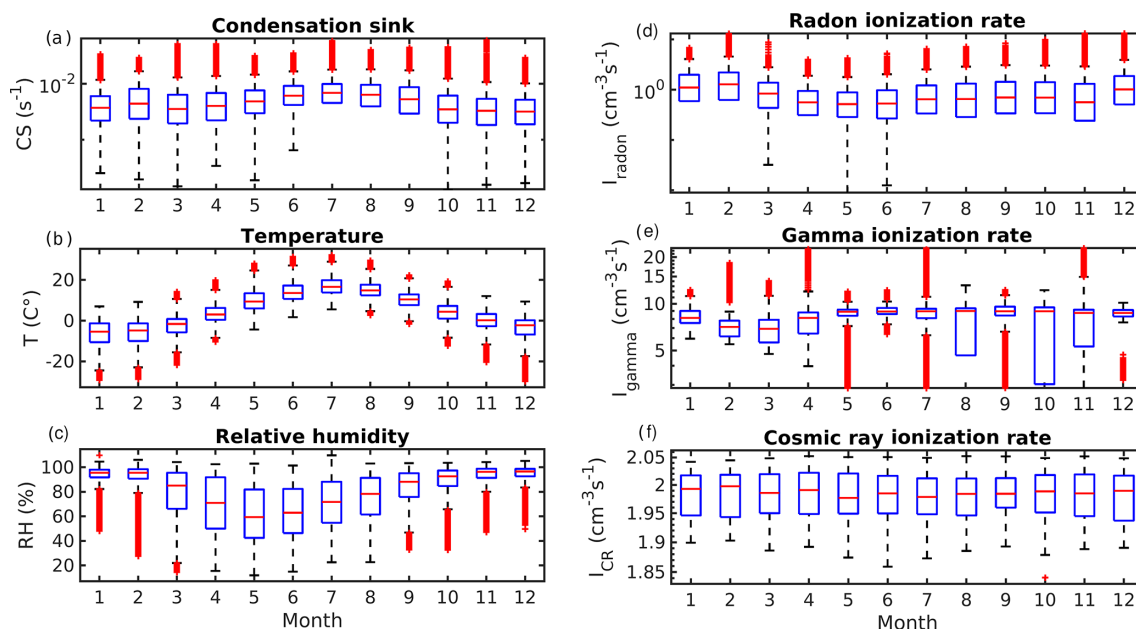 (a)
Condensation sink
CS (s⁻¹)
10⁻²
1 2 3 4 5 6 7 8 9 10 11 12
(b)
Temperature
T (C°)
20
0
-20
1 2 3 4 5 6 7 8 9 10 11 12
(c)
Relative humidity
RH (%)
100
80
60
40
20
1 2 3 4 5 6 7 8 9 10 11 12
Month
(d)
Radon ionization rate
I_radon (cm⁻³s⁻¹)
10⁰
1 2 3 4 5 6 7 8 9 10 11 12
(e)
Gamma ionization rate
I_gamma (cm⁻³s⁻¹)
20
15
10
5
1 2 3 4 5 6 7 8 9 10 11 12
(f)
Cosmic ray ionization rate
I_CR (cm⁻³s⁻¹)
2.05
2
1.95
1.9
1.85
1 2 3 4 5 6 7 8 9 10 11 12
Month